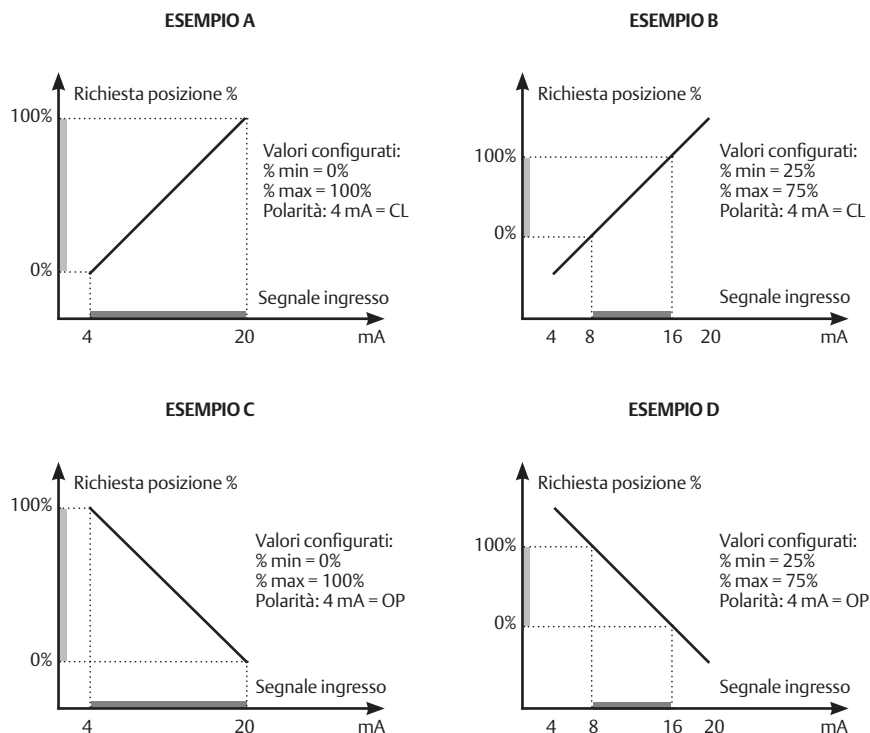 ESEMPIO A
Richiesta posizione %
100%
Valori configurati:
% min = 0%
% max = 100%
Polarità: 4 mA = CL
0%
Segnale ingresso
4
20
mA
ESEMPIO B
Richiesta posizione %
100%
Valori configurati:
% min = 25%
% max = 75%
Polarità: 4 mA = CL
0%
Segnale ingresso
4
8
16
20
mA
ESEMPIO C
Richiesta posizione %
100%
Valori configurati:
% min = 0%
% max = 100%
Polarità: 4 mA = OP
0%
Segnale ingresso
4
20
mA
ESEMPIO D
Richiesta posizione %
100%
Valori configurati:
% min = 25%
% max = 75%
Polarità: 4 mA = OP
0%
Segnale ingresso
4
8
16
20
mA